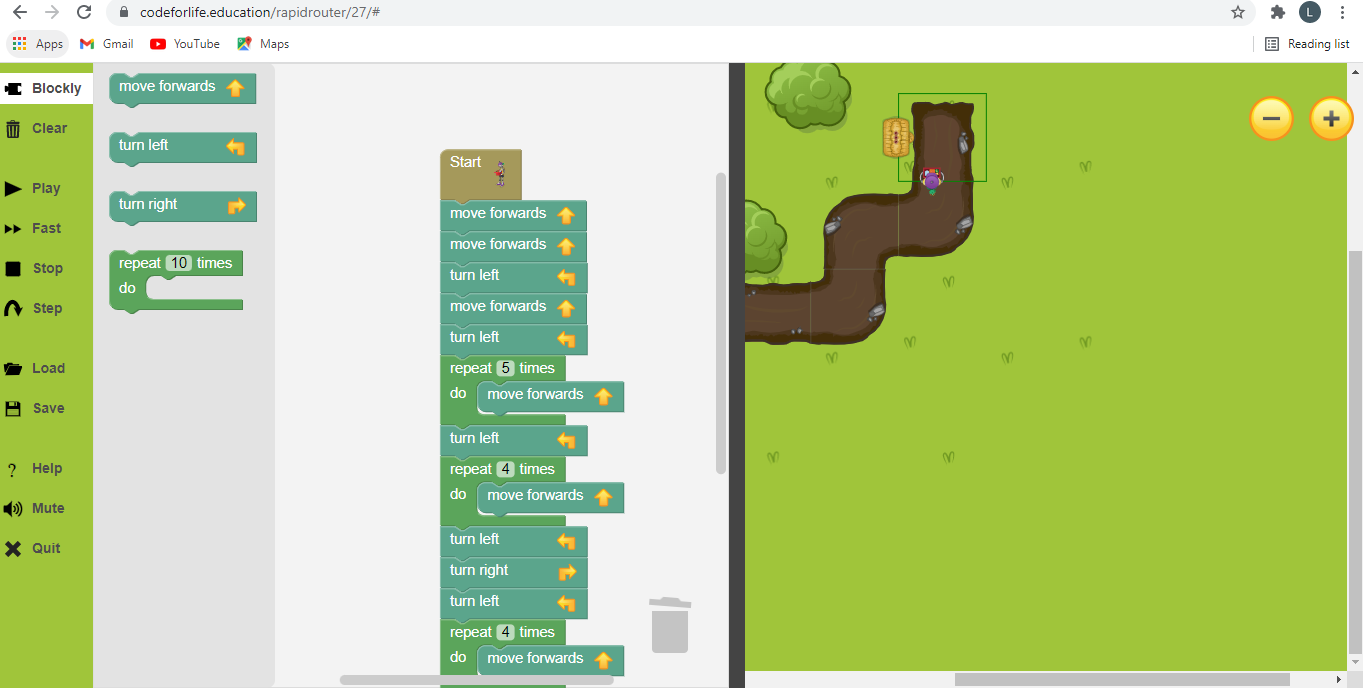 codeforlife.education/rapidrouter/27/#
L
Apps Gmail YouTube Maps Reading list
Blockly
Clear
Play
Fast
Stop
Step
Load
Save
? Help
Mute
Quit
move forwards
turn left
turn right
repeat 10 times
do
Start
move forwards
move forwards
turn left
move forwards
turn left
repeat 5 times
do move forwards
turn left
repeat 4 times
do move forwards
turn left
turn right
turn left
repeat 4 times
do move forwards